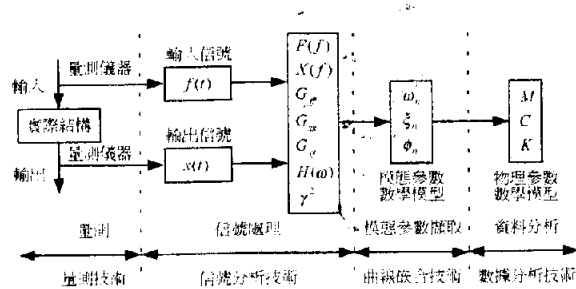 輸入
量測儀器
實際結構
量測儀器
輸出
輸入信號
f(t)
輸出信號
x(t)
F(f)
X(f)
G_ff
G_xx
G_xf
H(ω)
γ²
ω_n
ξ_n
φ_n
模態參數
數學模型
M
C
K
物理參數
數學模型
量測
信號處理
模態參數擷取
資料分析
量測技術
信號分析技術
曲線嵌合技術
數據分析技術